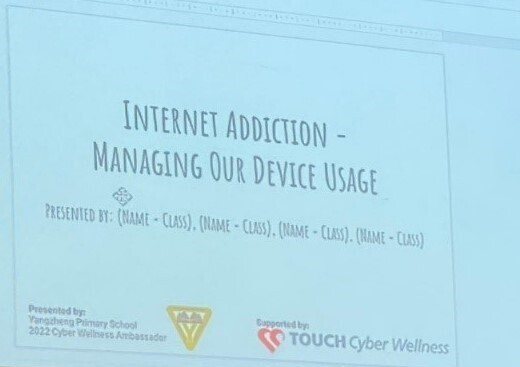 INTERNET ADDICTION -
MANAGING OUR DEVICE USAGE
PRESENTED BY: (NAME - CLASS), (NAME - CLASS), (NAME - CLASS), (NAME - CLASS)
Presented by:
Yangzheng Primary School
2022 Cyber Wellness Ambassador
Supported by:
TOUCH Cyber Wellness